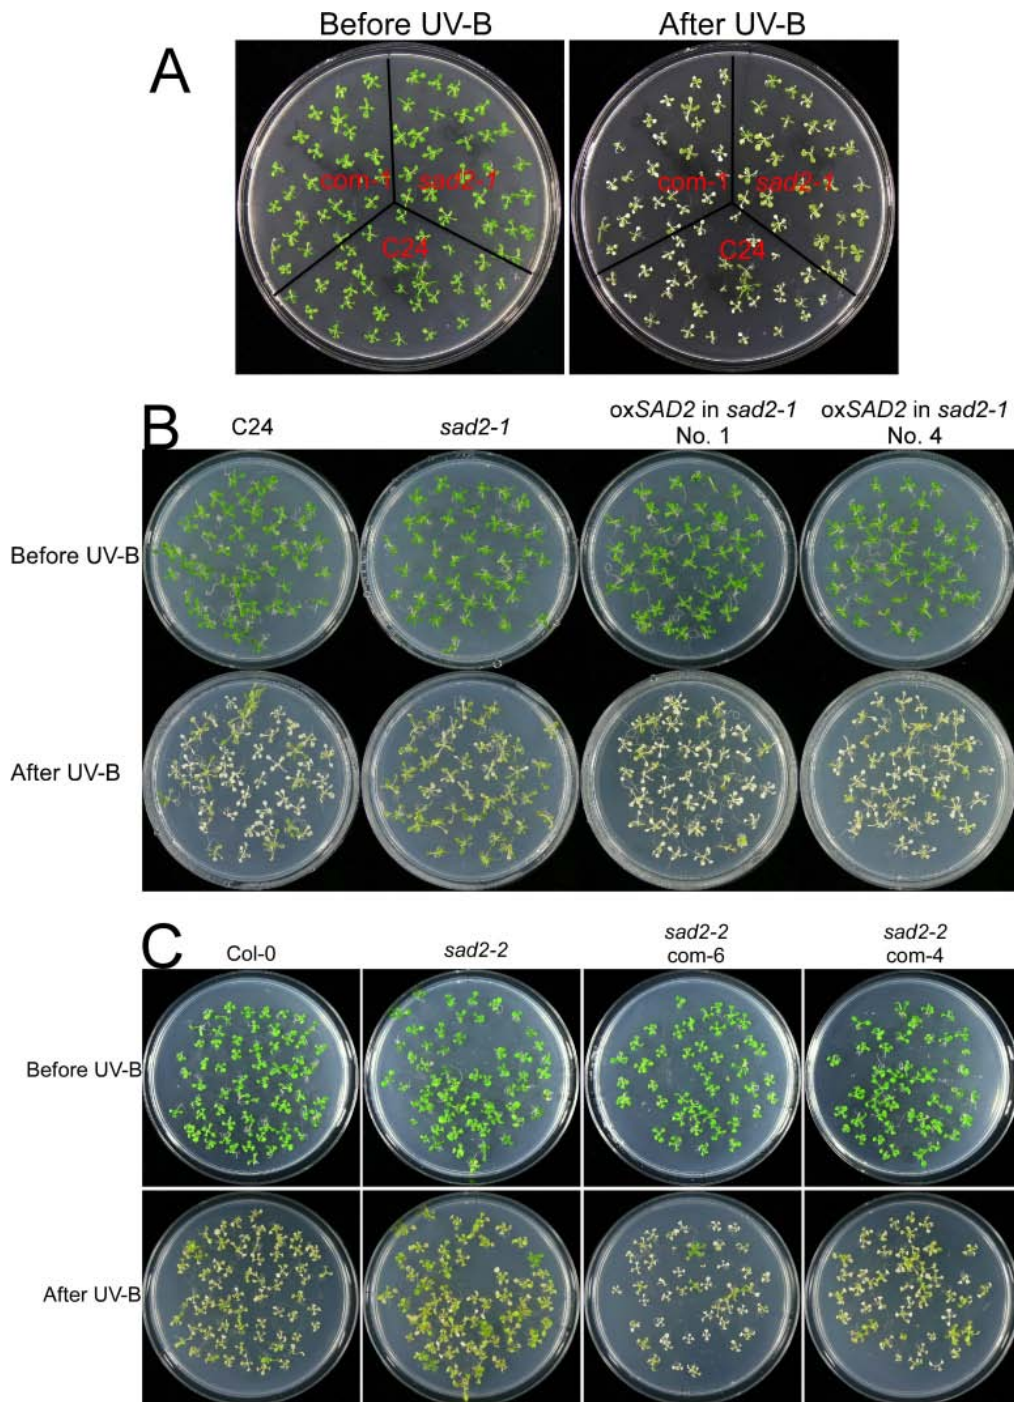 Before UV-B
After UV-B
A
com-1
sad2-1
C24
com-1
sad2-1
C24
B
C24
sad2-1
oxSAD2 in sad2-1
No. 1
oxSAD2 in sad2-1
No. 4
Before UV-B
After UV-B
C
Col-0
sad2-2
sad2-2
com-6
sad2-2
com-4
Before UV-B
After UV-B